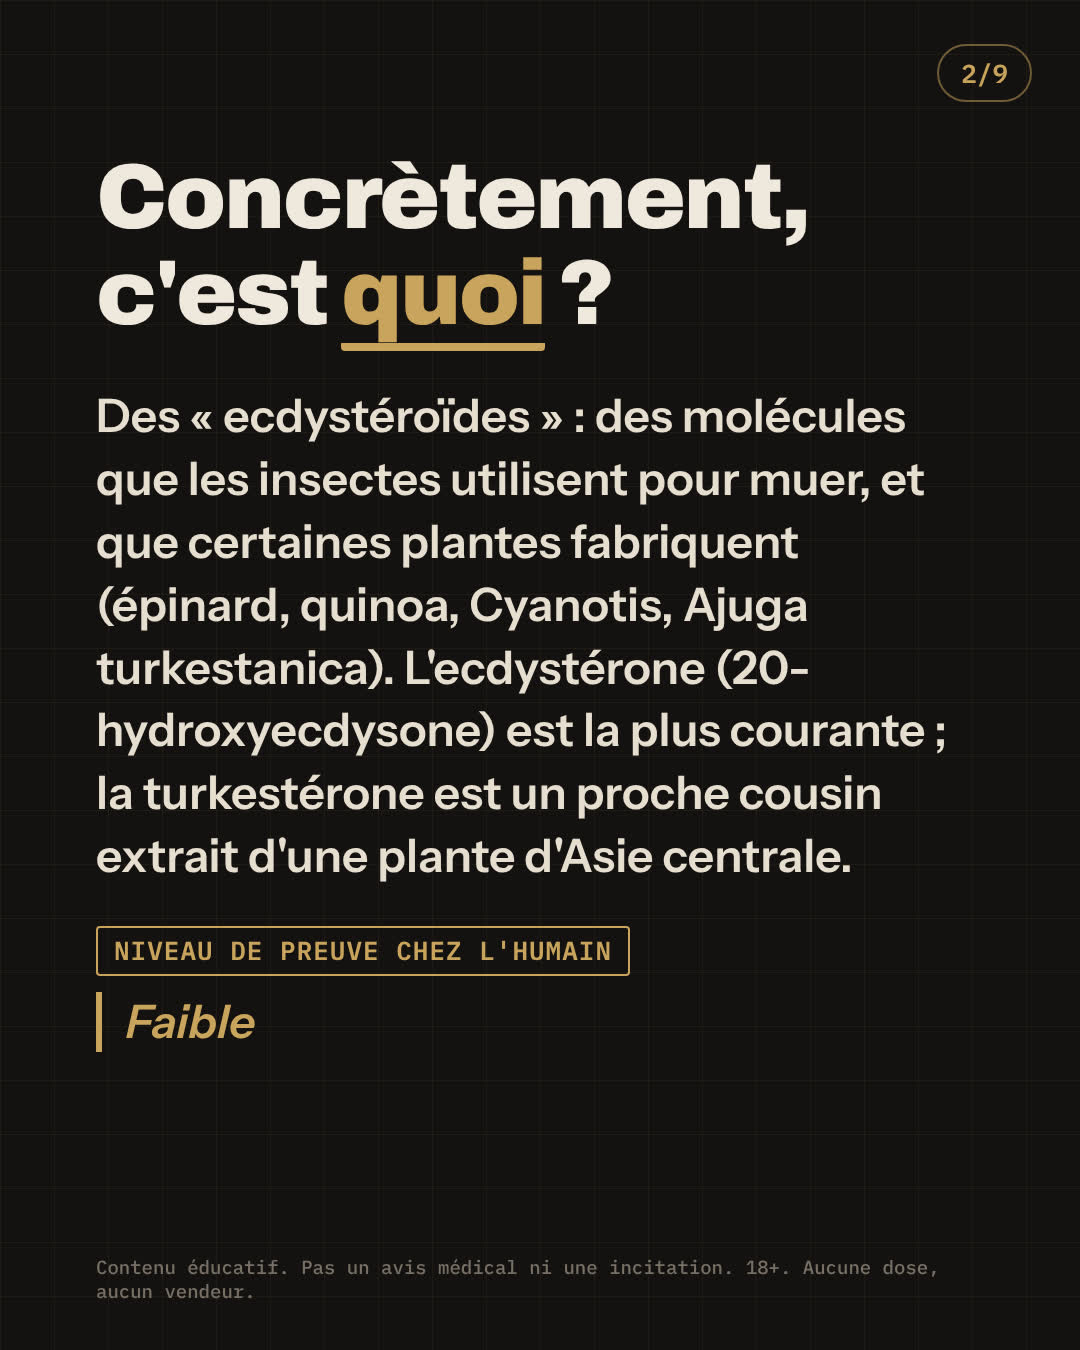 2/9
Concrètement,
c'est quoi ?
Des « ecdystéroïdes » : des molécules
que les insectes utilisent pour muer, et
que certaines plantes fabriquent
(épinard, quinoa, Cyanotis, Ajuga
turkestanica). L'ecdystérone (20-
hydroxyecdysone) est la plus courante ;
la turkestérone est un proche cousin
extrait d'une plante d'Asie centrale.
NIVEAU DE PREUVE CHEZ L'HUMAIN
Faible
Contenu éducatif. Pas un avis médical ni une incitation. 18+. Aucune dose,
aucun vendeur.